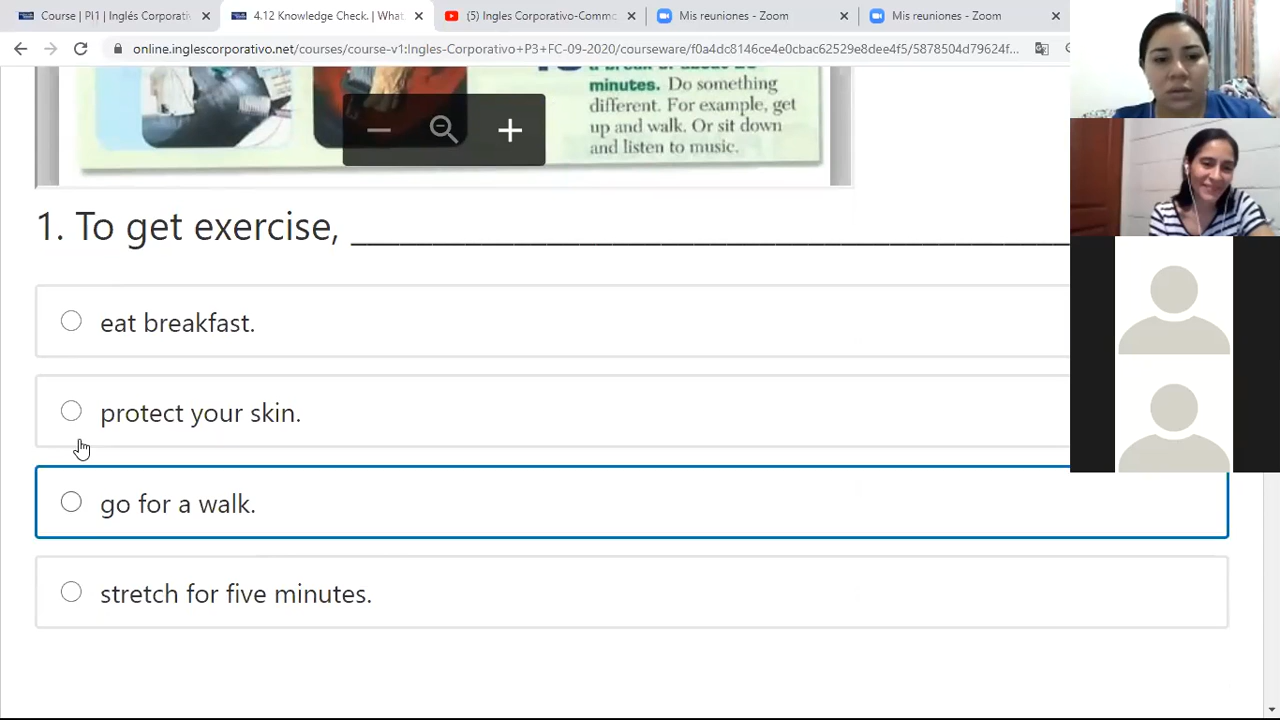 Course | PI1 | Inglés Corporati
4.12 Knowledge Check. | What
(5) Ingles Corporativo-Commo
Mis reuniones - Zoom
Mis reuniones - Zoom
online.inglescorporativo.net/courses/course-v1:Ingles-Corporativo+P3+FC-09-2020/courseware/f0a4dc8146ce4e0cbac62529e8dee4f5/5878504d79624f...
minutes. Do something
different. For example, get
up and walk. Or sit down
and listen to music.
1. To get exercise, ______________________________
eat breakfast.
protect your skin.
go for a walk.
stretch for five minutes.